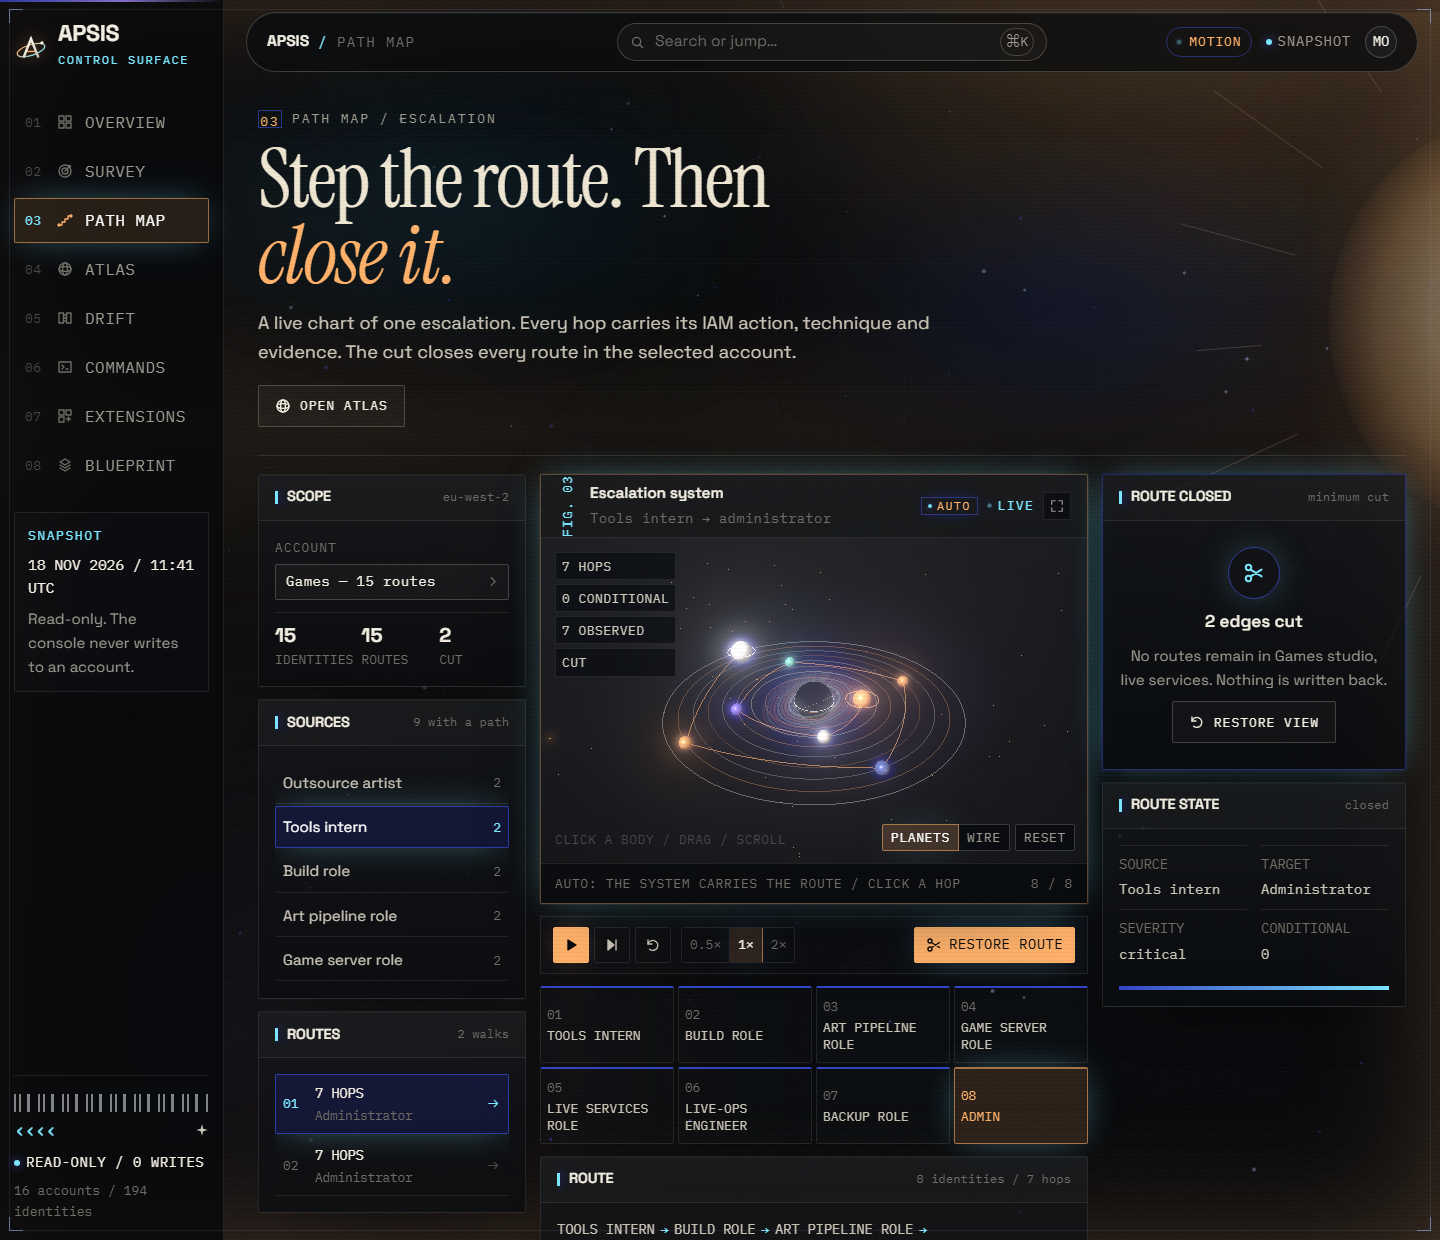 APSIS
CONTROL SURFACE
01 OVERVIEW
02 SURVEY
03 PATH MAP
04 ATLAS
05 DRIFT
06 COMMANDS
07 EXTENSIONS
08 BLUEPRINT
SNAPSHOT
18 NOV 2026 / 11:41
UTC
Read-only. The
console never writes
to an account.
READ-ONLY / 0 WRITES
16 accounts / 194
identities
APSIS / PATH MAP
Search or jump…
⌘K
MOTION
SNAPSHOT
MO
03 PATH MAP / ESCALATION
Step the route. Then
close it.
A live chart of one escalation. Every hop carries its IAM action, technique and
evidence. The cut closes every route in the selected account.
OPEN ATLAS
SCOPE eu-west-2
ACCOUNT
Games — 15 routes
15 15 2
IDENTITIES ROUTES CUT
SOURCES 9 with a path
Outsource artist 2
Tools intern 2
Build role 2
Art pipeline role 2
Game server role 2
ROUTES 2 walks
01 7 HOPS →
Administrator
02 7 HOPS →
Administrator
FIG. 03
Escalation system
Tools intern → administrator
AUTO
LIVE
7 HOPS
0 CONDITIONAL
7 OBSERVED
CUT
CLICK A BODY / DRAG / SCROLL
PLANETS WIRE RESET
AUTO: THE SYSTEM CARRIES THE ROUTE / CLICK A HOP 8 / 8
0.5× 1× 2×
RESTORE ROUTE
01
TOOLS INTERN
02
BUILD ROLE
03
ART PIPELINE
ROLE
04
GAME SERVER
ROLE
05
LIVE SERVICES
ROLE
06
LIVE-OPS
ENGINEER
07
BACKUP ROLE
08
ADMIN
ROUTE 8 identities / 7 hops
TOOLS INTERN → BUILD ROLE → ART PIPELINE ROLE →
ROUTE CLOSED minimum cut
2 edges cut
No routes remain in Games studio,
live services. Nothing is written back.
RESTORE VIEW
ROUTE STATE closed
SOURCE TARGET
Tools intern Administrator
SEVERITY CONDITIONAL
critical 0